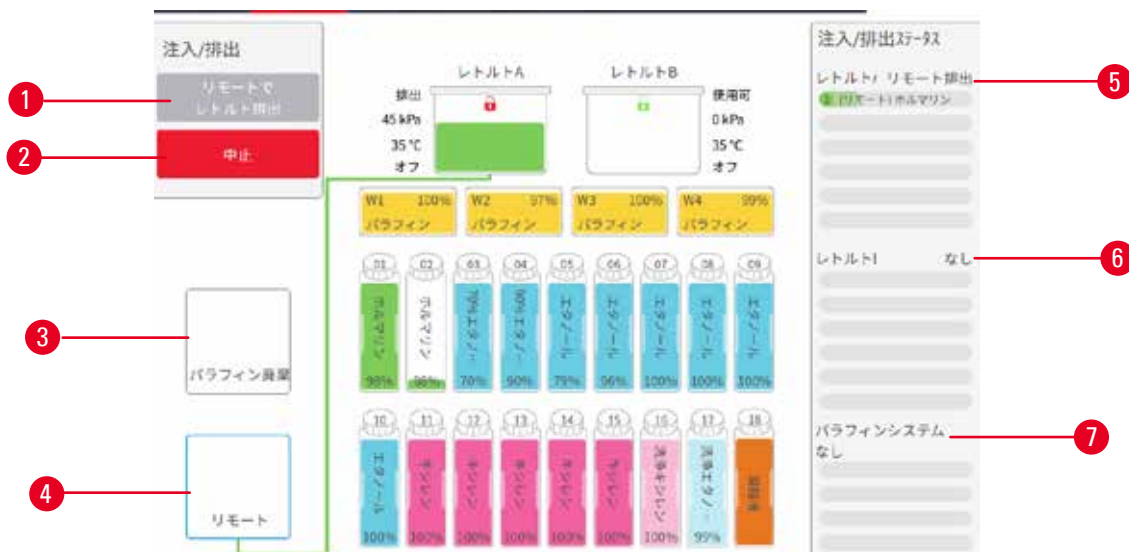 注入/排出
リモートで
レトルト排出
中止
1
2
3
4
パラフィン廃棄
リモート
レトルトA
レトルトB
排出
45 kPa
35 ℃
オフ
使用可
0 kPa
35 ℃
オフ
W1 100%
パラフィン
W2 97%
パラフィン
W3 100%
パラフィン
W4 99%
パラフィン
01 02 03 04 05 06 07 08 09
ホルマリン
ホルマリン
70%エタノ…
90%エタノ…
エタノール
エタノール
エタノール
エタノール
エタノール
98% 98% 70% 90% 79% 96% 100% 100% 100%
10 11 12 13 14 15 16 17 18
エタノール
キシレン
キシレン
キシレン
キシレン
キシレン
洗浄キシレン
洗浄エタノ…
100% 100% 100% 100% 100% 100% 100% 99%
注入/排出ステータス
レトルト/ リモート排出
(リモート) ホルマリン
レトルトI なし
パラフィンシステム
なし
5
6
7